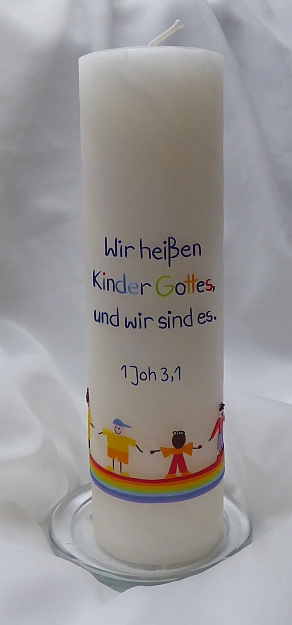 Wir heißen
Kinder Gottes,
und wir sind es.
1 Joh 3,1